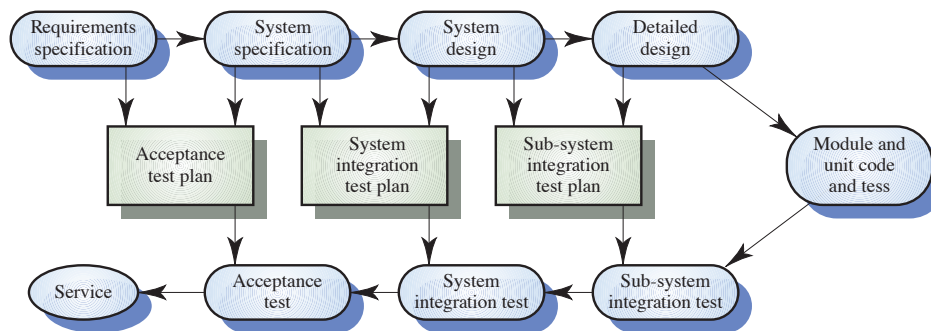 Requirements
specification
System
specification
System
design
Detailed
design
Acceptance
test plan
System
integration
test plan
Sub-system
integration
test plan
Module and
unit code
and tess
Service
Acceptance
test
System
integration test
Sub-system
integration test